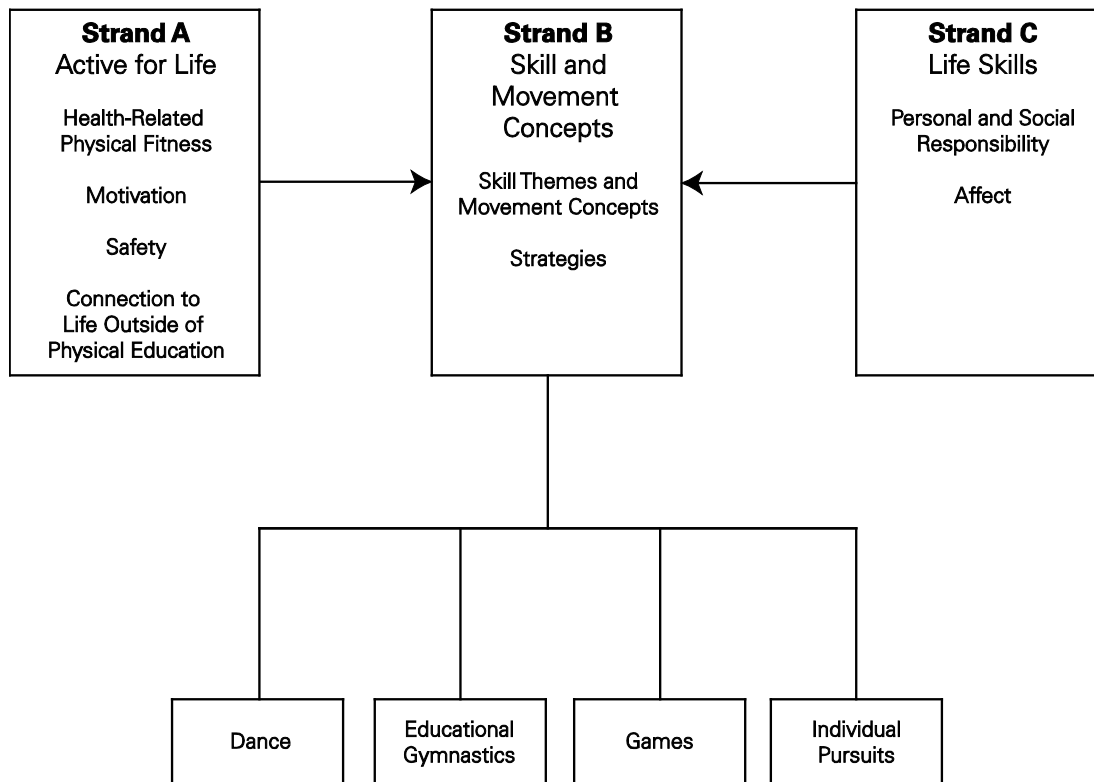 Strand A
Active for Life
Health-Related
Physical Fitness
Motivation
Safety
Connection to
Life Outside of
Physical Education
Strand B
Skill and
Movement
Concepts
Skill Themes and
Movement Concepts
Strategies
Strand C
Life Skills
Personal and Social
Responsibility
Affect
Dance
Educational
Gymnastics
Games
Individual
Pursuits